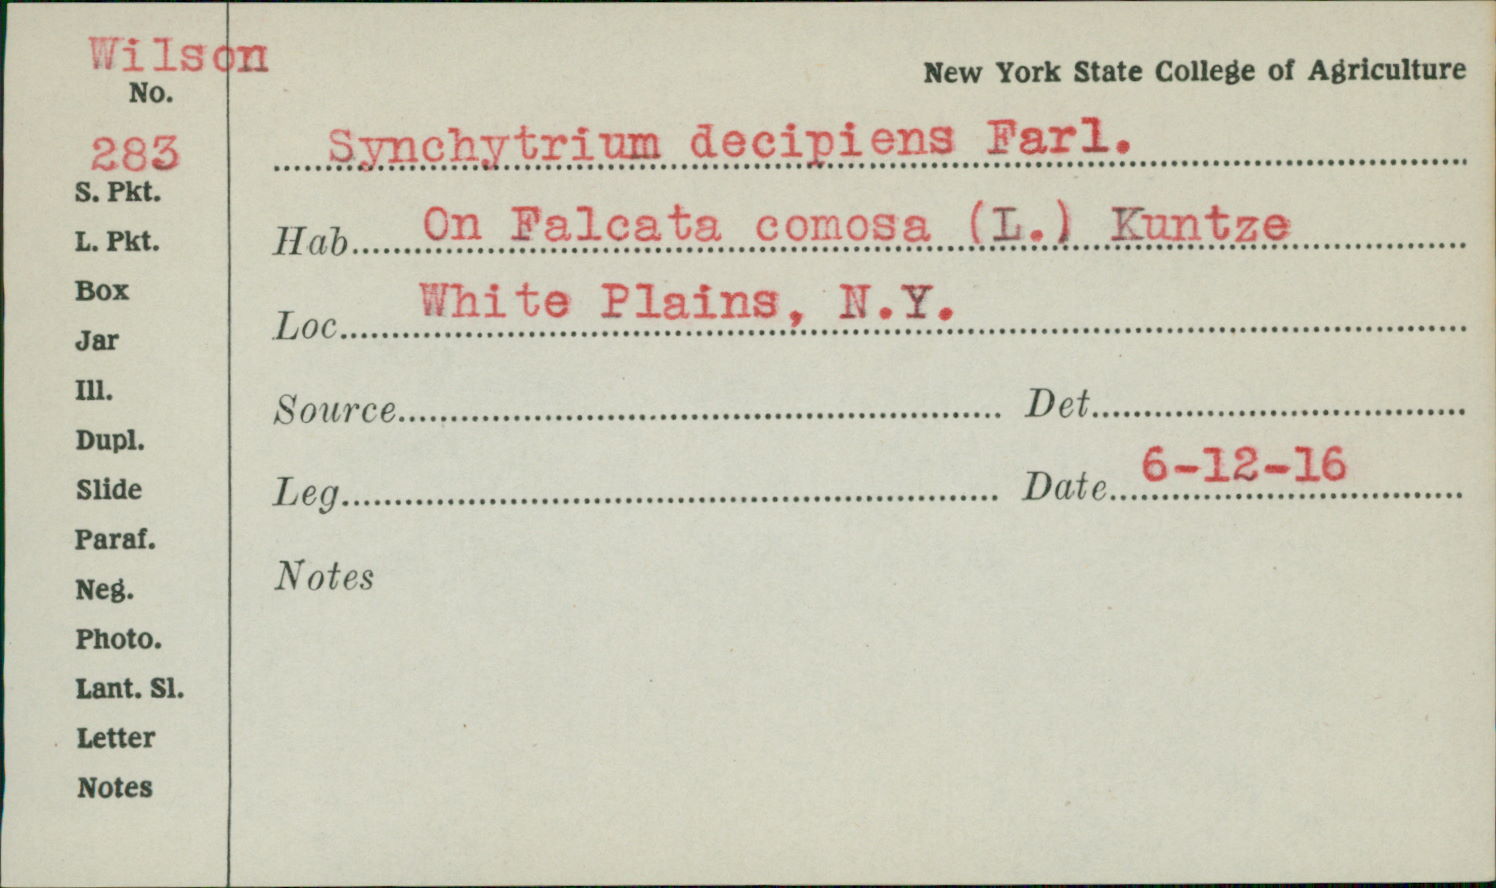 Wilson
No.
283
S. Pkt.
L. Pkt.
Box
Jar
Ill.
Dupl.
Slide
Paraf.
Neg.
Photo.
Lant. Sl.
Letter
Notes
New York State College of Agriculture
Synchytrium decipiens Farl.
Hab. On Falcata comosa (L.) Kuntze
Loc. White Plains, N.Y.
Source Det.
Leg. Date 6-12-16
Notes